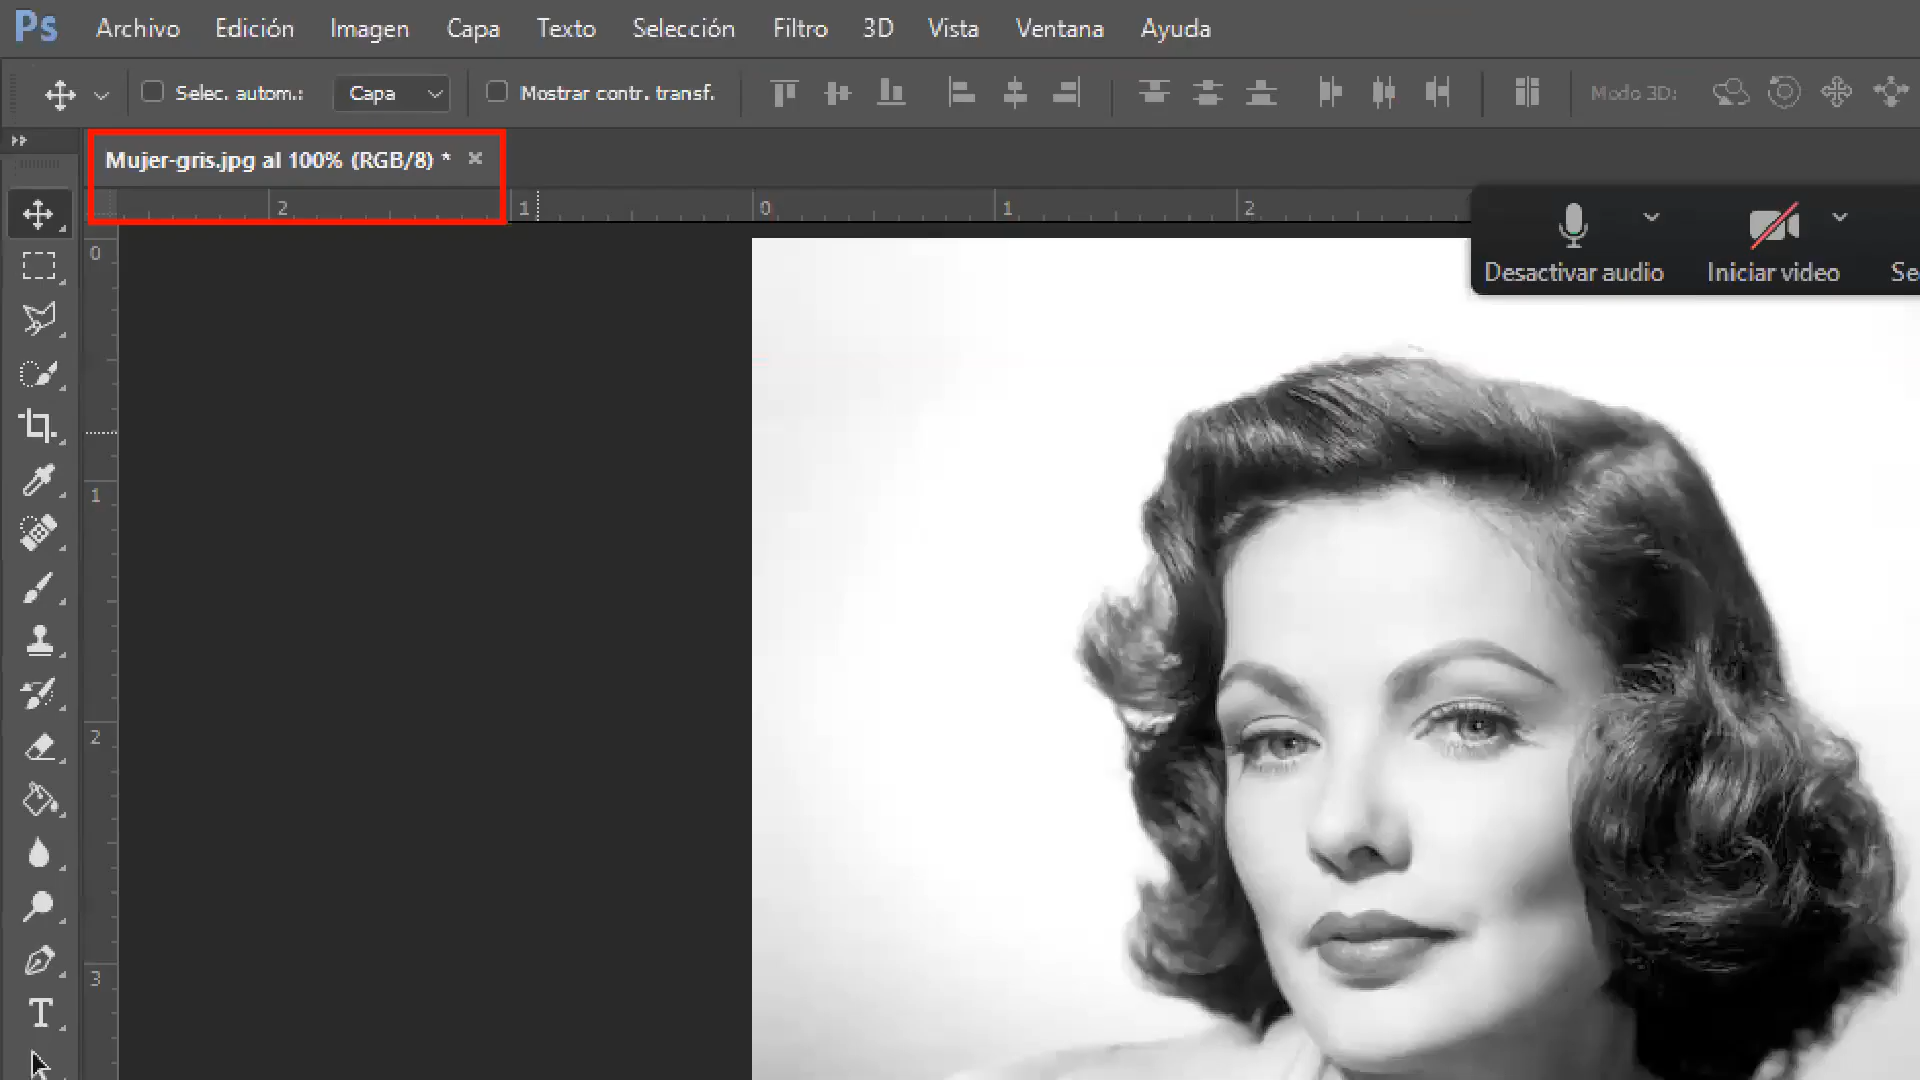 Ps Archivo Edición Imagen Capa Texto Selección Filtro 3D Vista Ventana Ayuda
Selec. autom.: Capa Mostrar contr. transf. Modo 3D:
Mujer-gris.jpg al 100% (RGB/8) * ×
2 1 0 1 2
Desactivar audio Iniciar video
0
1
2
3